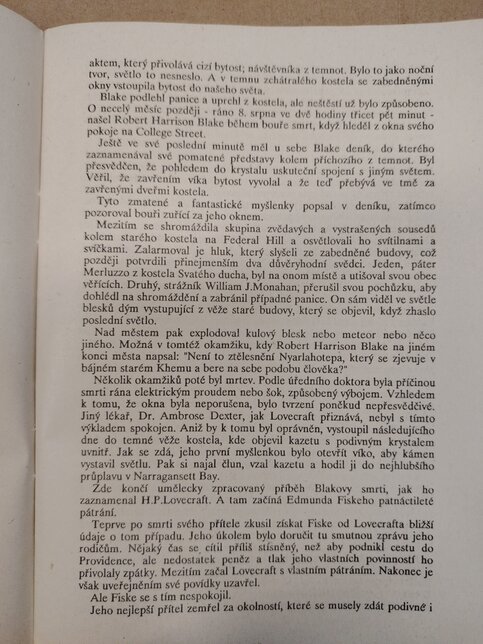 aktem, který přivolává cizí bytost; návštěvníka z temnot. Bylo to jako noční
tvor, světlo to nesneslo. A v temnu zchátralého kostela se zabedněnými
okny vstoupila bytost do našeho světa.
Blake podlehl panice a uprchl z kostela, ale neštěstí už bylo způsobeno.
O necelý měsíc později - ráno 8. srpna ve dvě hodiny třicet pět minut -
našel Robert Harrison Blake během bouře smrt, když hleděl z okna svého
pokoje na College Street.
Ještě ve své poslední minutě měl u sebe Blake deník, do kterého
zaznamenával své pomatené představy kolem příchozího z temnot. Byl
přesvědčen, že pohledem do krystalu uskuteční spojení s jiným světem.
Věřil, že zavřením víka bytost vyvolal a že teď přebývá ve tmě za
zavřenými dveřmi kostela.
Tyto zmatené a fantastické myšlenky popsal v deníku, zatímco
pozoroval bouři zuřící za jeho oknem.
Mezitím se shromáždila skupina zvědavých a vystrašených sousedů
kolem starého kostela na Federal Hill a osvětlovali ho svítilnami a
svíčkami. Zalarmoval je hluk, který slyšeli ze zabedněné budovy, což
později potvrdili přinejmenším dva důvěryhodní svědci. Jeden, páter
Merluzzo z kostela Svatého ducha, byl na onom místě a utišoval svou obec
věřících. Druhý, strážník William J.Monahan, přerušil svou pochůzku, aby
dohlédl na shromáždění a zabránil případné panice. On sám viděl ve světle
blesků dým vystupující z věže staré budovy, který se objevil, když zhaslo
poslední světlo.
Nad městem pak explodoval kulový blesk nebo meteor nebo něco
jiného. Možná v tomtéž okamžiku, kdy Robert Harrison Blake na jiném
konci města napsal: "Není to ztělesnění Nyarlahotepa, který se zjevuje v
bájném starém Khemu a bere na sebe podobu člověka?"
Několik okamžiků poté byl mrtev. Podle úředního doktora byla příčinou
smrti rána elektrickým proudem nebo šok, způsobený výbojem. Vzhledem
k tomu, že okna byla neporušena, bylo tvrzení poněkud nepřesvědčivé.
Jiný lékař, Dr. Ambrose Dexter, jak Lovecraft přiznává, nebyl s tímto
výkladem spokojen. Aniž by k tomu byl oprávněn, vystoupil následujícího
dne do temné věže kostela, kde objevil kazetu s podivným krystalem
uvnitř. Jak se zdá, jeho první myšlenkou bylo otevřít víko, aby kámen
vystavil světlu. Pak si najal člun, vzal kazetu a hodil ji do nejhlubšího
průplavu v Narragansett Bay.
Zde končí umělecky zpracovaný příběh Blakovy smrti, jak ho
zaznamenal H.P.Lovecraft. A tam začíná Edmunda Fiskeho patnáctileté
pátrání.
Teprve po smrti svého přítele zkusil získat Fiske od Lovecrafta bližší
údaje o tom případu. Jeho úkolem bylo doručit tu smutnou zprávu jeho
rodičům. Nějaký čas se cítil příliš stísněný, než aby podnikl cestu do
Providence, ale nedostatek peněz a tlak jeho vlastních povinností ho
přivolaly zpátky. Mezitím začal Lovecraft s vlastním pátráním. Nakonec je
však uveřejněním své povídky uzavřel.
Ale Fiske se s tím nespokojil.
Jeho nejlepší přítel zemřel za okolností, které se musely zdát podivné i